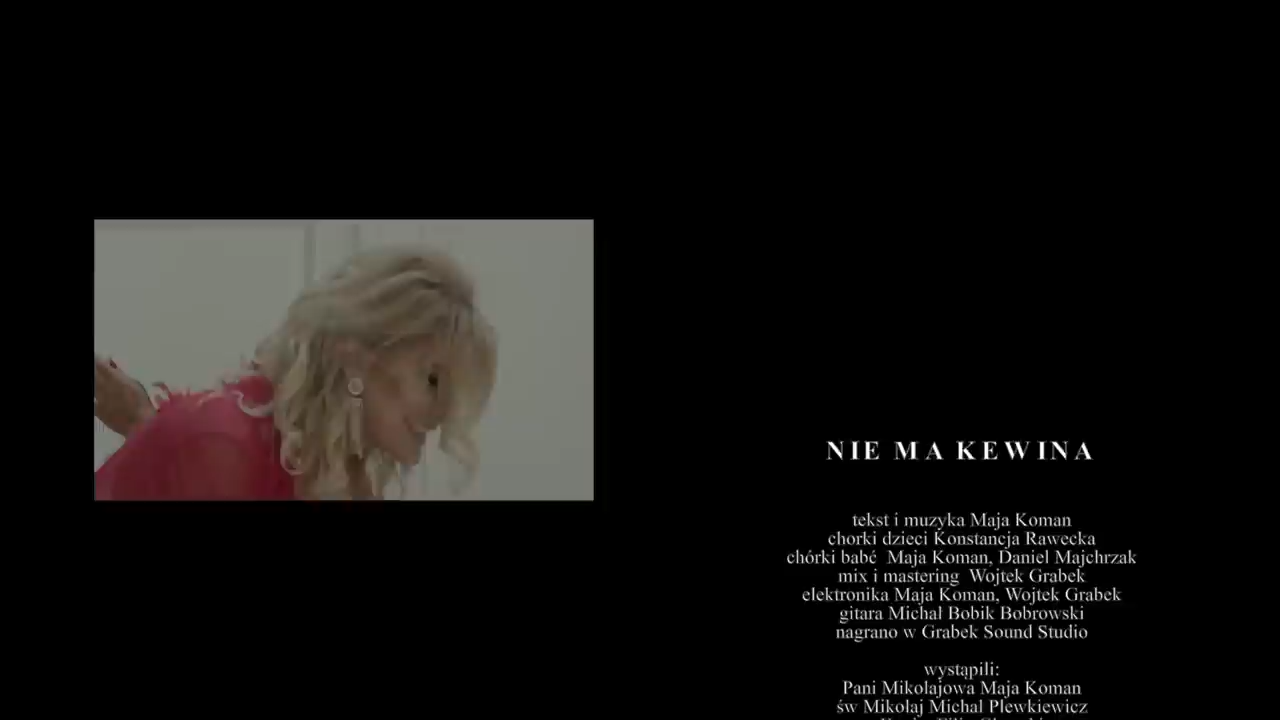 NIE MA KEWINA
tekst i muzyka Maja Koman
chorki dzieci Konstancja Rawecka
chórki babć Maja Koman, Daniel Majchrzak
mix i mastering Wojtek Grabek
elektronika Maja Koman, Wojtek Grabek
gitara Michał Bobik Bobrowski
nagrano w Grabek Sound Studio
wystąpili:
Pani Mikołajowa Maja Koman
św Mikołaj Michał Plewkiewicz